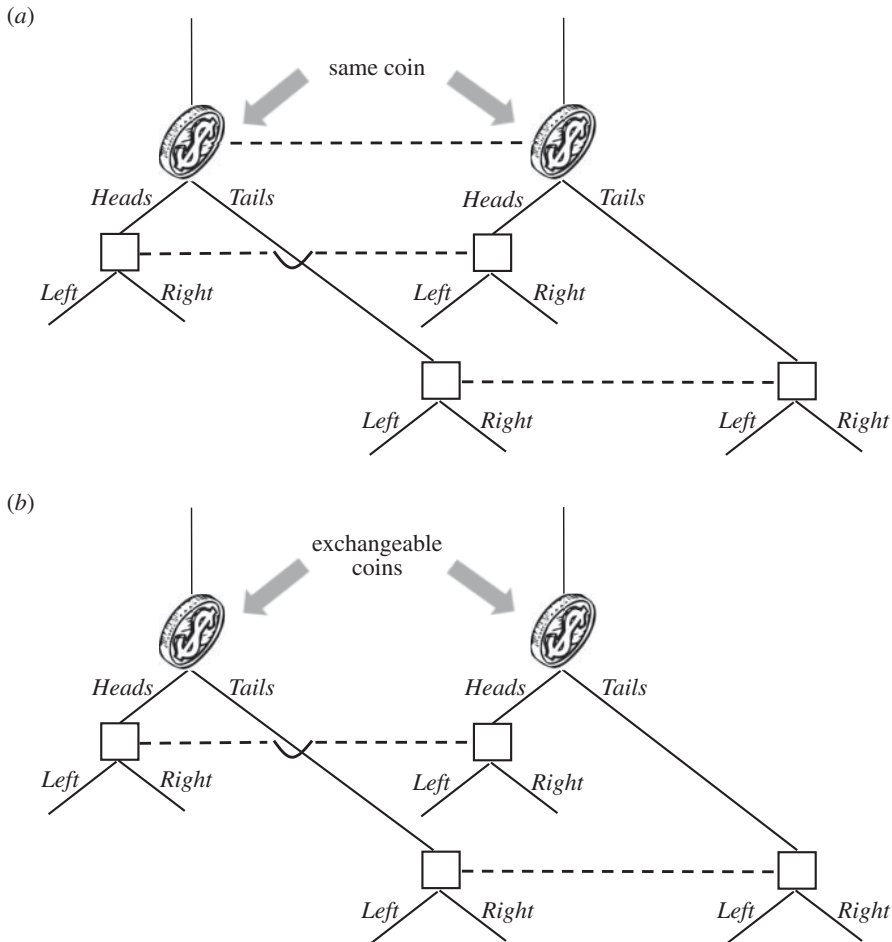 (a)
same coin
Heads Tails Heads Tails
Left Right Left Right
Left Right Left Right
(b)
exchangeable
coins
Heads Tails Heads Tails
Left Right Left Right
Left Right Left Right